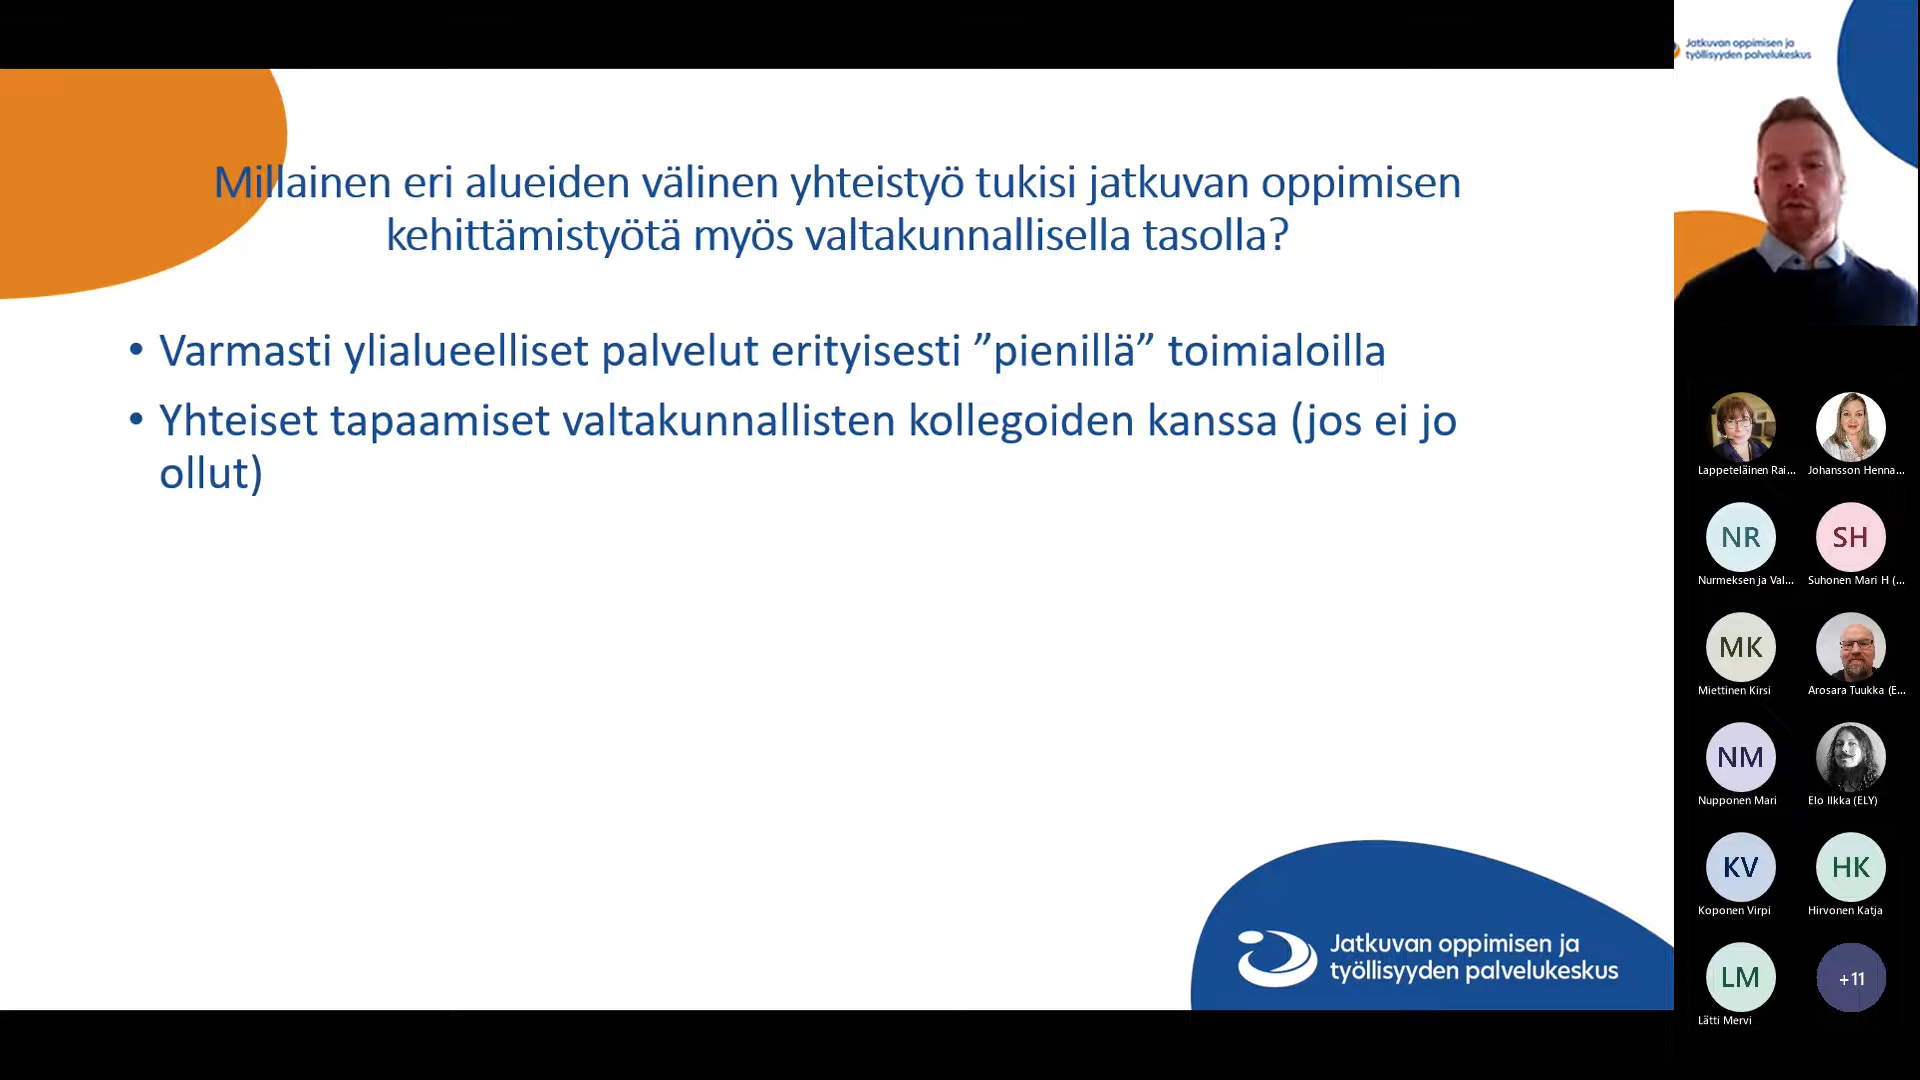 Millainen eri alueiden välinen yhteistyö tukisi jatkuvan oppimisen
kehittämistyötä myös valtakunnallisella tasolla?
• Varmasti ylialueelliset palvelut erityisesti ”pienillä” toimialoilla
• Yhteiset tapaamiset valtakunnallisten kollegoiden kanssa (jos ei jo
ollut)
Jatkuvan oppimisen ja
työllisyyden palvelukeskus
Jatkuvan oppimisen ja
työllisyyden palvelukeskus
Lappeteläinen Rai...
Johansson Henna...
NR
SH
Nurmeksen ja Val...
Suhonen Mari H (...
MK
Miettinen Kirsi
Arosara Tuukka (E...
NM
Nupponen Mari
Elo Ilkka (ELY)
KV
HK
Koponen Virpi
Hirvonen Katja
LM
+11
Lätti Mervi